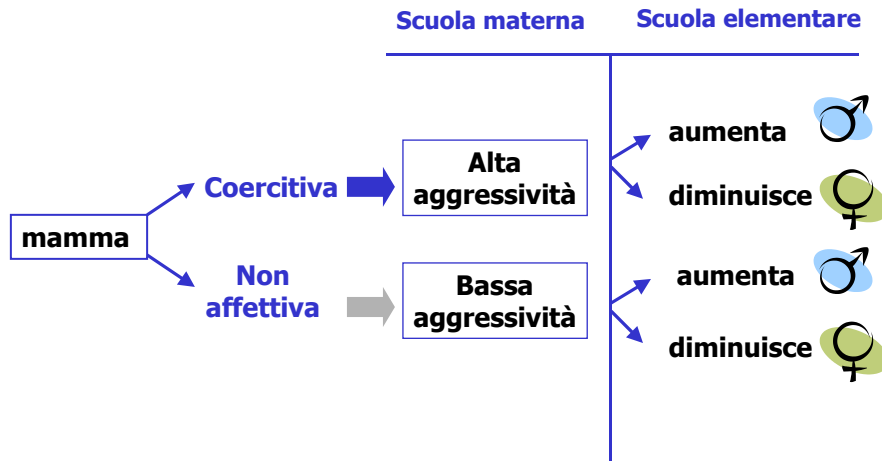 Scuola materna
Scuola elementare
mamma
Coercitiva
Alta
aggressività
aumenta
diminuisce
Non
affettiva
Bassa
aggressività
aumenta
diminuisce